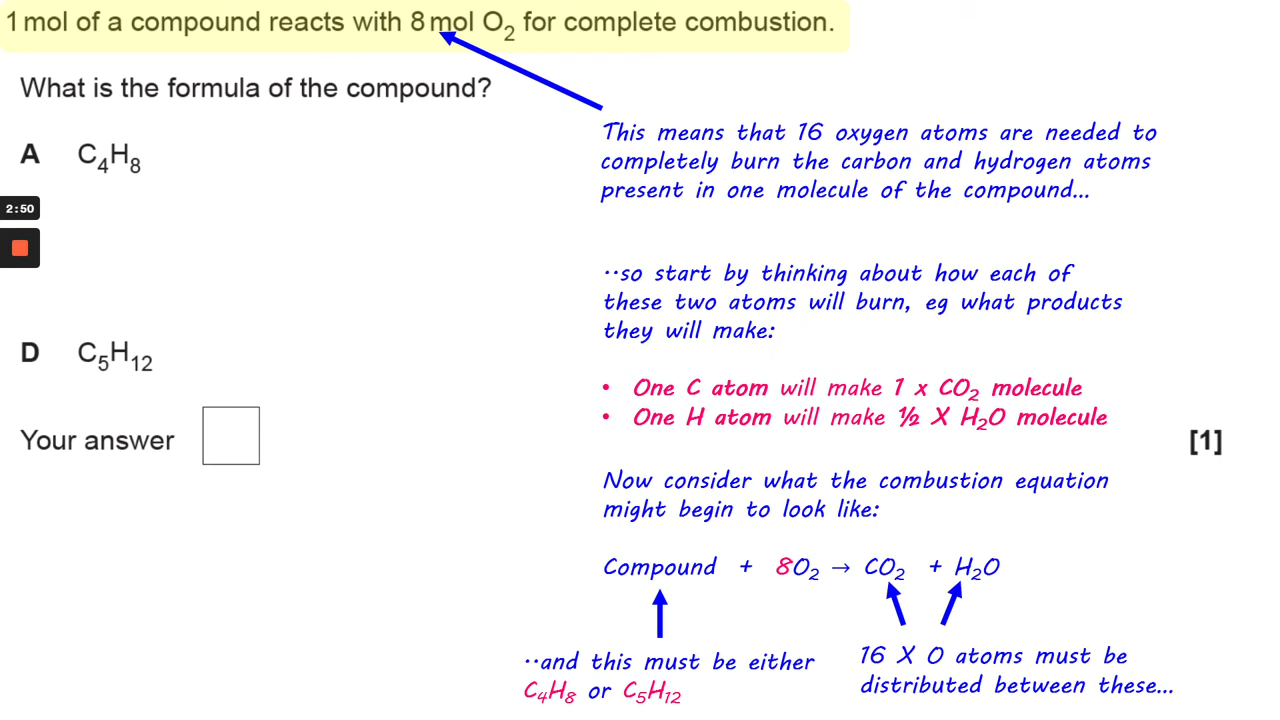 1 mol of a compound reacts with 8 mol O₂ for complete combustion.
What is the formula of the compound?
This means that 16 oxygen atoms are needed to
completely burn the carbon and hydrogen atoms
present in one molecule of the compound...
A C₄H₈
2:50
..so start by thinking about how each of
these two atoms will burn, eg what products
they will make:
D C₅H₁₂
• One C atom will make 1 x CO₂ molecule
• One H atom will make ½ X H₂O molecule
Your answer
[1]
Now consider what the combustion equation
might begin to look like:
Compound + 8O₂ → CO₂ + H₂O
..and this must be either
C₄H₈ or C₅H₁₂
16 X O atoms must be
distributed between these...